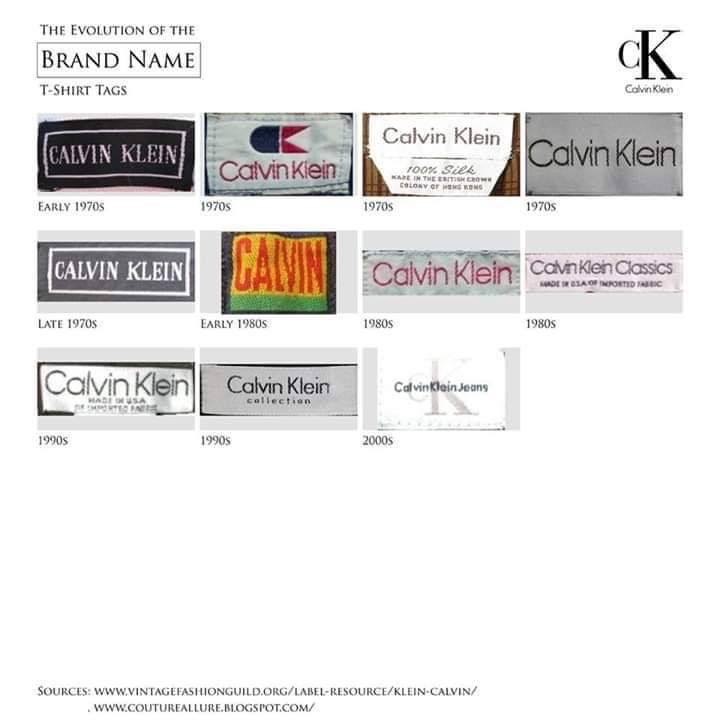 THE EVOLUTION OF THE
BRAND NAME
T-SHIRT TAGS
CK
Calvin Klein
CALVIN KLEIN
EARLY 1970S
Calvin Klein
1970S
Calvin Klein
100% Silk
MADE IN THE BRITISH CROWN
COLONY OF HONG KONG
1970S
Calvin Klein
1970S
CALVIN KLEIN
LATE 1970S
CALVIN
EARLY 1980S
Calvin Klein
1980S
Calvin Klein Classics
MADE IN U.S.A. OF IMPORTED FABRIC
1980S
Calvin Klein
MADE IN U.S.A.
OF IMPORTED FABRIC
1990S
Calvin Klein
collection
1990S
CK
Calvin Klein Jeans
2000S
SOURCES: WWW.VINTAGEFASHIONGUILD.ORG/LABEL-RESOURCE/KLEIN-CALVIN/
, WWW.COUTUREALLURE.BLOGSPOT.COM/